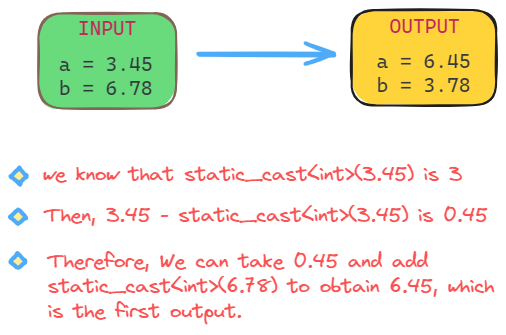 INPUT
a = 3.45
b = 6.78
OUTPUT
a = 6.45
b = 3.78
we know that static_cast<int>(3.45) is 3
Then, 3.45 - static_cast<int>(3.45) is 0.45
Therefore, We can take 0.45 and add
static_cast<int>(6.78) to obtain 6.45, which
is the first output.